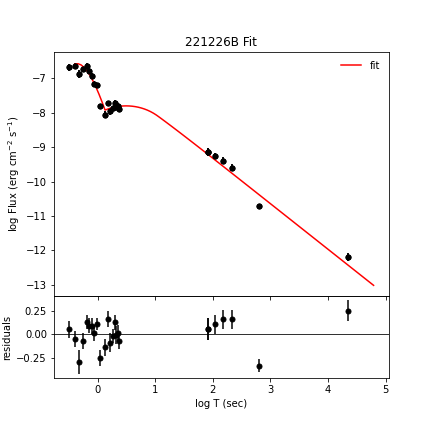 221226B Fit
fit
log Flux (erg cm⁻² s⁻¹)
−7
−8
−9
−10
−11
−12
−13
residuals
0.25
0.00
−0.25
0 1 2 3 4 5
log T (sec)